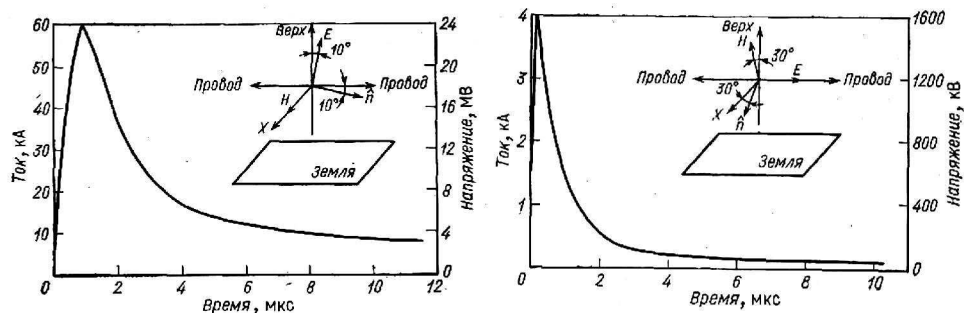 60
50
40
30
20
10
0
Ток, кА
2
4
6
8
10
12
Время, мкс
24
20
16
12
8
4
0
Напряжение, МВ
Верх
E
10°
Провод
Провод
H
10°
n̂
X
Земля
4
3
2
1
0
Ток, кА
2
4
6
8
10
Время, мкс
1600
1200
800
400
0
Напряжение, кВ
Верх
H
30°
Провод
E
Провод
30°
X
n̂
Земля